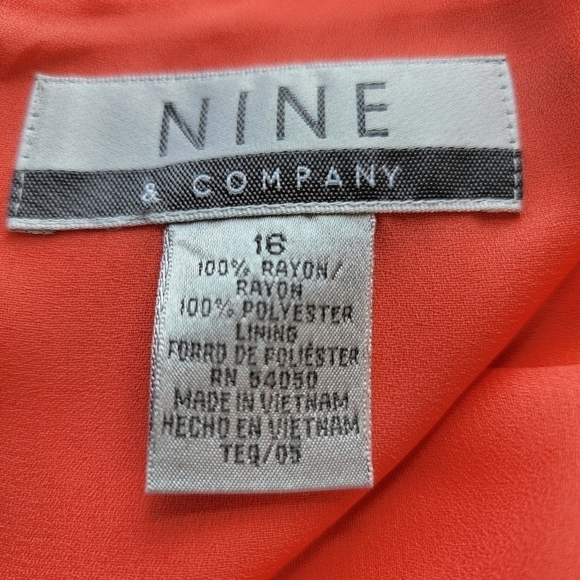 NINE
& COMPANY
16
100% RAYON/
RAYON
100% POLYESTER
LINING
FORRO DE POLIÉSTER
RN 54050
MADE IN VIETNAM
HECHO EN VIETNAM
TEQ/05